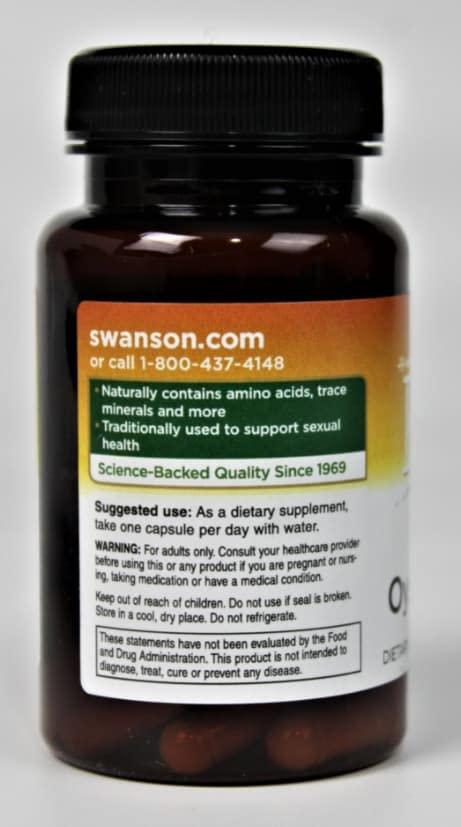 swanson.com
or call 1-800-437-4148
• Naturally contains amino acids, trace
minerals and more
• Traditionally used to support sexual
health
Science-Backed Quality Since 1969
Suggested use: As a dietary supplement,
take one capsule per day with water.
WARNING: For adults only. Consult your healthcare provider
before using this or any product if you are pregnant or nurs-
ing, taking medication or have a medical condition.
Keep out of reach of children. Do not use if seal is broken.
Store in a cool, dry place. Do not refrigerate.
These statements have not been evaluated by the Food
and Drug Administration. This product is not intended to
diagnose, treat, cure or prevent any disease.